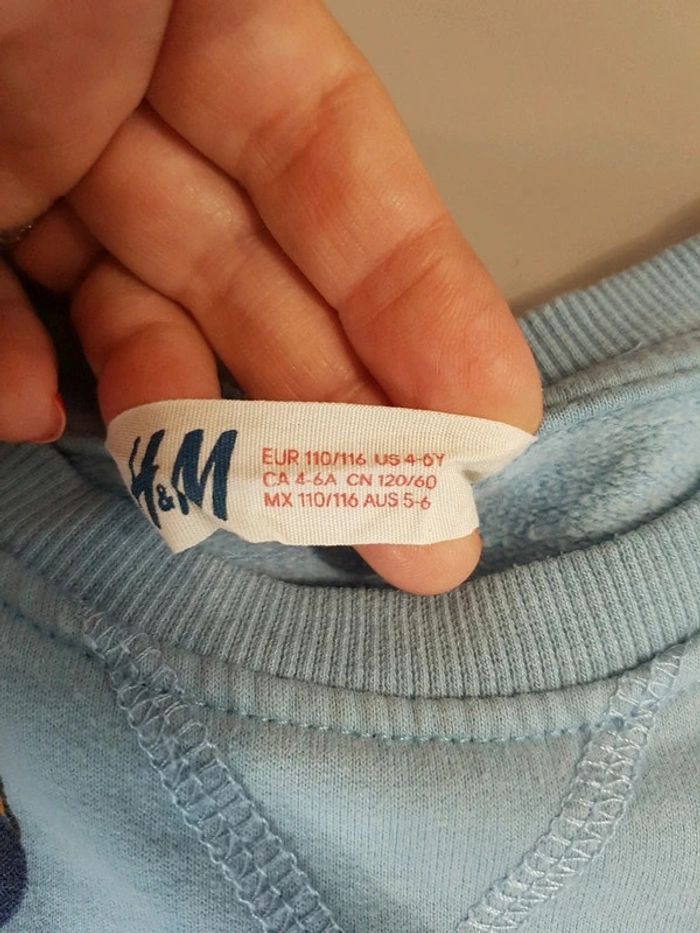 H&M
EUR 110/116 US 4-6Y
CA 4-6A CN 120/60
MX 110/116 AUS 5-6